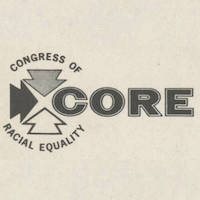 CONGRESS OF
CORE
RACIAL EQUALITY